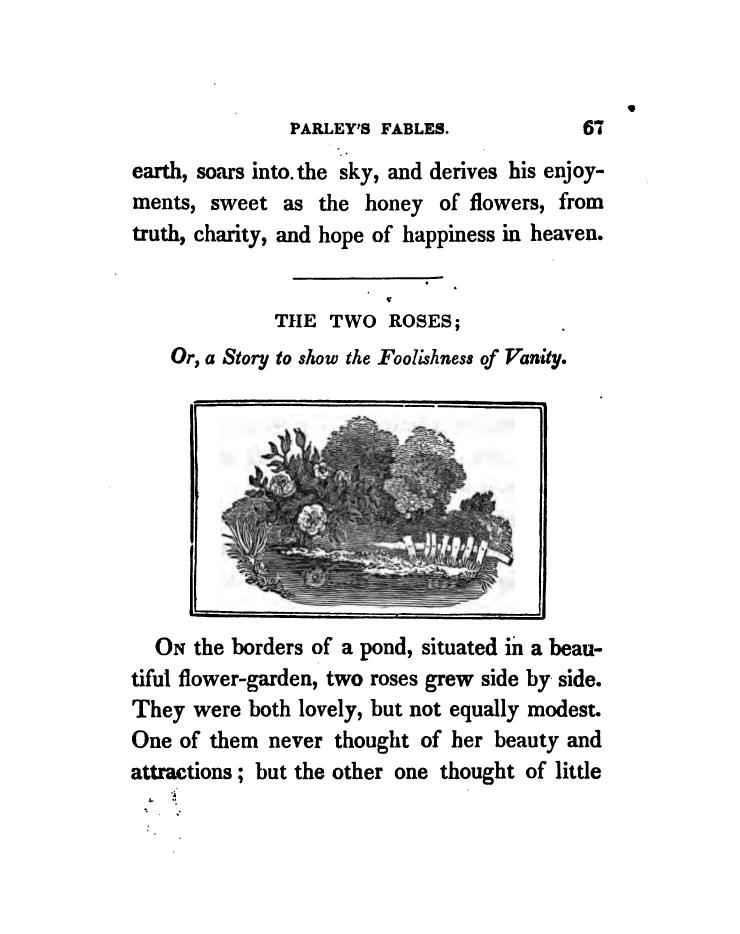 PARLEY'S FABLES. 67
earth, soars into the sky, and derives his enjoy-
ments, sweet as the honey of flowers, from
truth, charity, and hope of happiness in heaven.
THE TWO ROSES;
Or, a Story to show the Foolishness of Vanity.
ON the borders of a pond, situated in a beau-
tiful flower-garden, two roses grew side by side.
They were both lovely, but not equally modest.
One of them never thought of her beauty and
attractions; but the other one thought of little